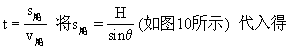 t = s船/v船 将s船 = H/sinθ (如图10所示) 代入得